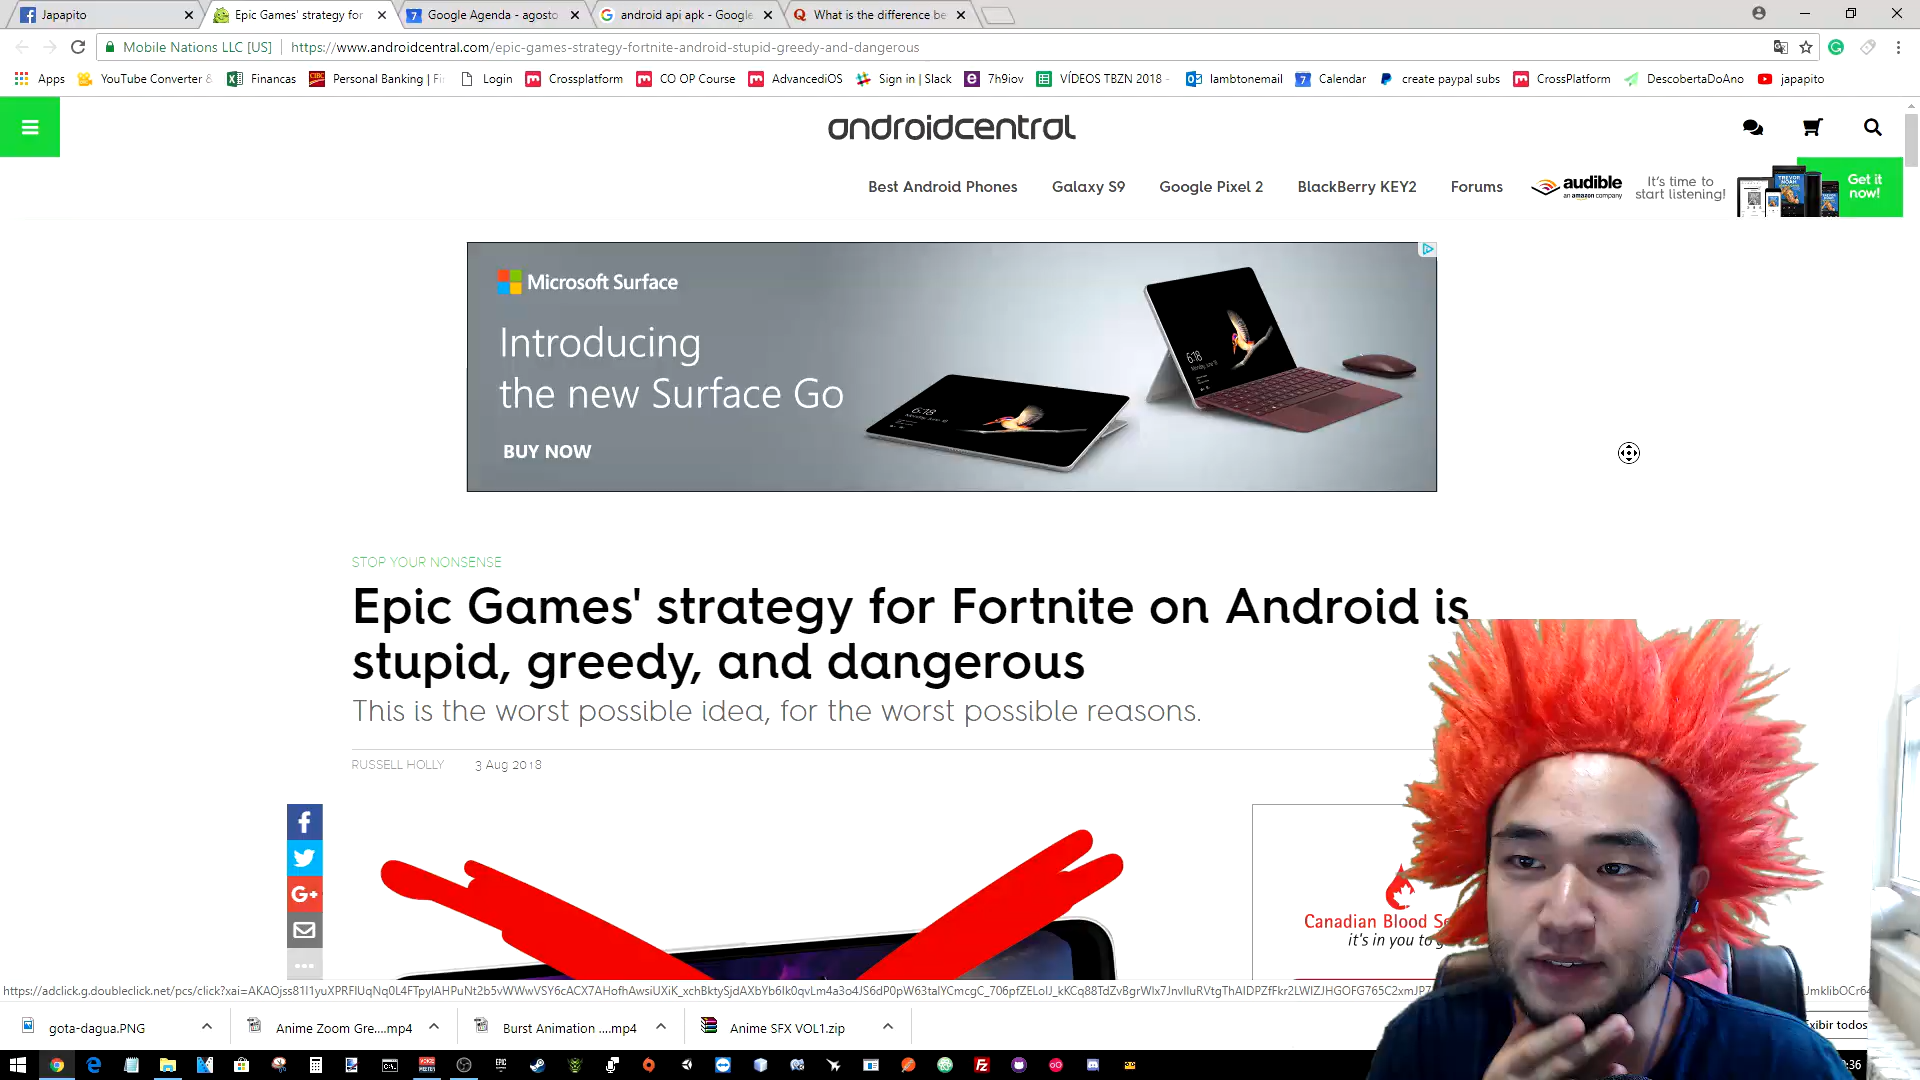 Japapito
Epic Games' strategy for
Google Agenda - agosto
android api apk - Google
What is the difference be
Mobile Nations LLC [US]
https://www.androidcentral.com/epic-games-strategy-fortnite-android-stupid-greedy-and-dangerous
Apps
YouTube Converter &
Financas
Personal Banking | Fi
Login
Crossplatform
CO OP Course
AdvancediOS
Sign in | Slack
7h9iov
VÍDEOS TBZN 2018 -
lambtonemail
Calendar
create paypal subs
CrossPlatform
DescobertaDoAno
japapito
androidcentral
Best Android Phones
Galaxy S9
Google Pixel 2
BlackBerry KEY2
Forums
audible
an amazon company
It's time to
start listening!
Get it
now!
Microsoft Surface
Introducing
the new Surface Go
BUY NOW
STOP YOUR NONSENSE
Epic Games' strategy for Fortnite on Android is
stupid, greedy, and dangerous
This is the worst possible idea, for the worst possible reasons.
RUSSELL HOLLY
3 Aug 2018
Canadian Blood Se
it's in you to g
gota-dagua.PNG
Anime Zoom Gre....mp4
Burst Animation ....mp4
Anime SFX VOL1.zip
xibir todos
:36